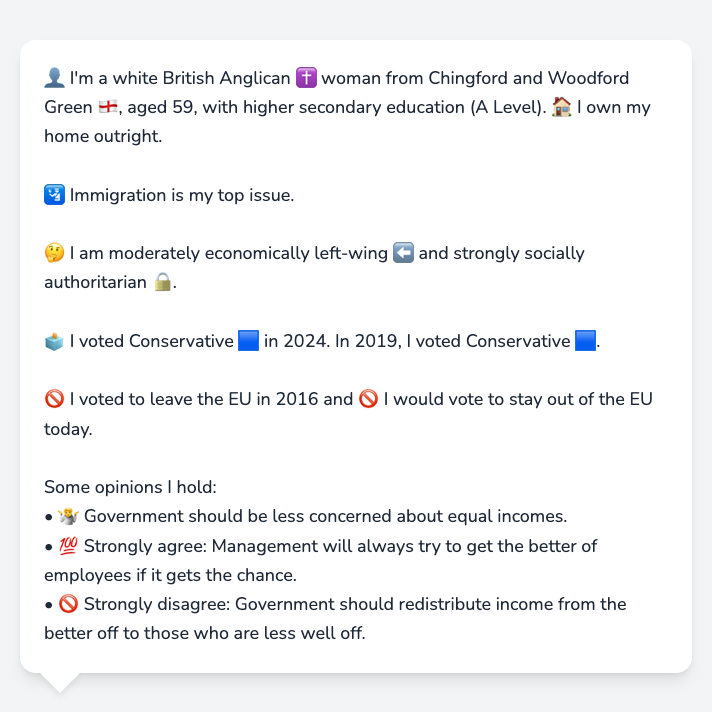 👤 I'm a white British Anglican ✝️ woman from Chingford and Woodford
Green 🏴󠁧󠁢󠁥󠁮󠁧󠁿, aged 59, with higher secondary education (A Level). 🏠 I own my
home outright.
🛂 Immigration is my top issue.
🤔 I am moderately economically left-wing ⬅️ and strongly socially
authoritarian 🔒.
🗳️ I voted Conservative 🟦 in 2024. In 2019, I voted Conservative 🟦.
🚫 I voted to leave the EU in 2016 and 🚫 I would vote to stay out of the EU
today.
Some opinions I hold:
• 🤷‍♀️ Government should be less concerned about equal incomes.
• 💯 Strongly agree: Management will always try to get the better of
employees if it gets the chance.
• 🚫 Strongly disagree: Government should redistribute income from the
better off to those who are less well off.